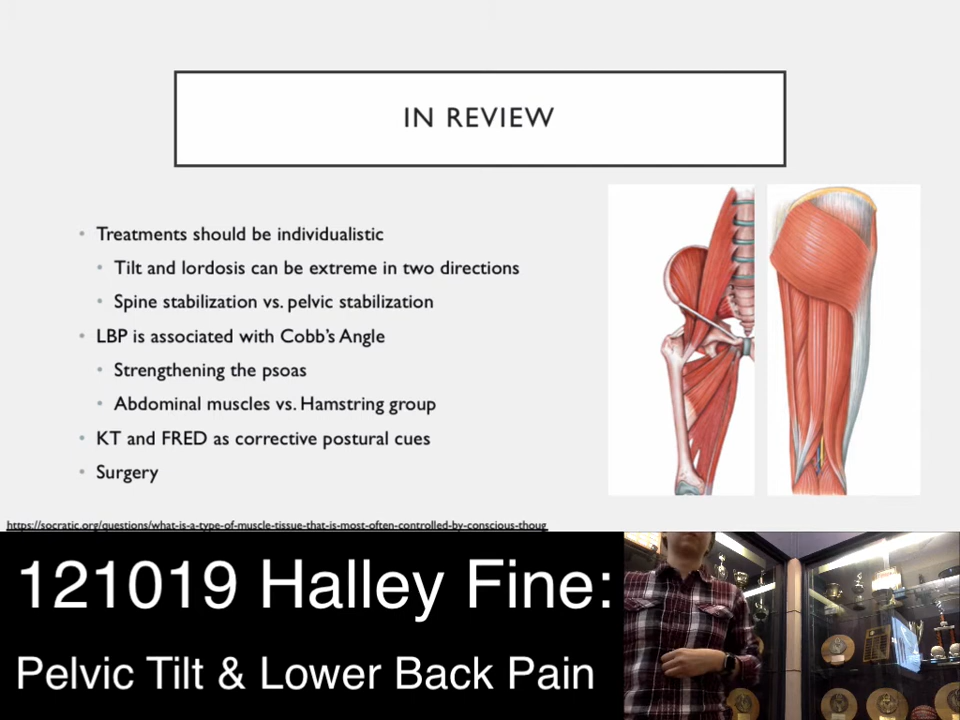 IN REVIEW
• Treatments should be individualistic
• Tilt and lordosis can be extreme in two directions
• Spine stabilization vs. pelvic stabilization
• LBP is associated with Cobb's Angle
• Strengthening the psoas
• Abdominal muscles vs. Hamstring group
• KT and FRED as corrective postural cues
• Surgery
https://socratic.org/questions/what-is-a-type-of-muscle-tissue-that-is-most-often-controlled-by-conscious-thoug
121019 Halley Fine:
Pelvic Tilt & Lower Back Pain